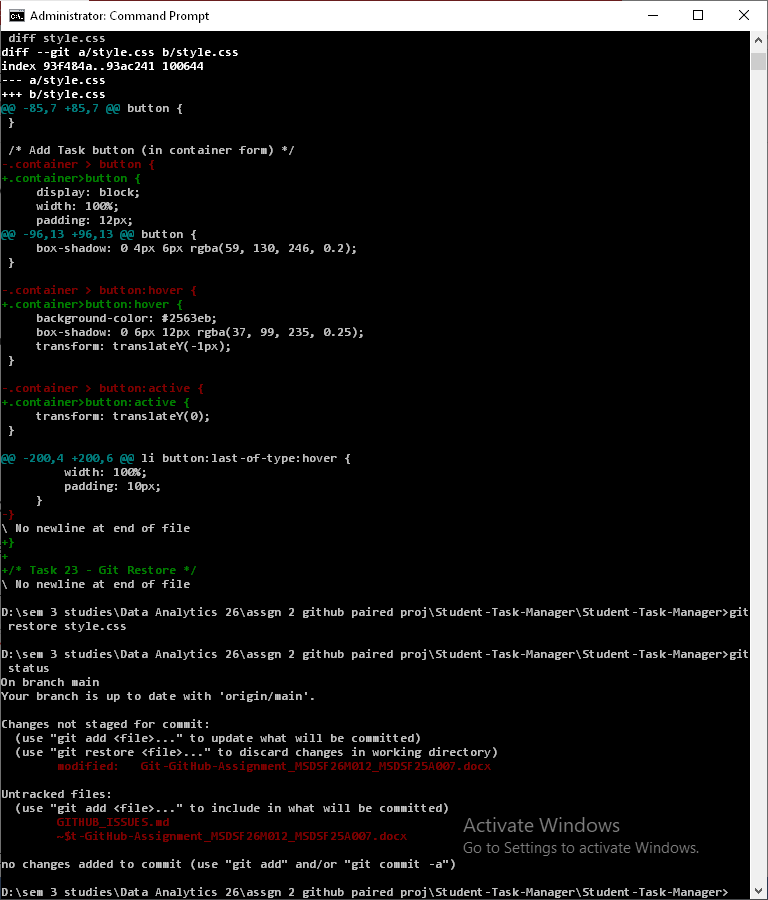 Administrator: Command Prompt
 diff style.css
diff --git a/style.css b/style.css
index 93f484a..93ac241 100644
--- a/style.css
+++ b/style.css
@@ -85,7 +85,7 @@ button {
 }

 /* Add Task button (in container form) */
-.container > button {
+.container>button {
     display: block;
     width: 100%;
     padding: 12px;
@@ -96,13 +96,13 @@ button {
     box-shadow: 0 4px 6px rgba(59, 130, 246, 0.2);
 }

-.container > button:hover {
+.container>button:hover {
     background-color: #2563eb;
     box-shadow: 0 6px 12px rgba(37, 99, 235, 0.25);
     transform: translateY(-1px);
 }

-.container > button:active {
+.container>button:active {
     transform: translateY(0);
 }

@@ -200,4 +200,6 @@ li button:last-of-type:hover {
         width: 100%;
         padding: 10px;
     }
-}
\ No newline at end of file
+}
+
+/* Task 23 - Git Restore */
\ No newline at end of file

D:\sem 3 studies\Data Analytics 26\assgn 2 github paired proj\Student-Task-Manager\Student-Task-Manager>git
 restore style.css

D:\sem 3 studies\Data Analytics 26\assgn 2 github paired proj\Student-Task-Manager\Student-Task-Manager>git
 status
On branch main
Your branch is up to date with 'origin/main'.

Changes not staged for commit:
  (use "git add <file>..." to update what will be committed)
  (use "git restore <file>..." to discard changes in working directory)
        modified:   Git-GitHub-Assignment_MSDSF26M012_MSDSF25A007.docx

Untracked files:
  (use "git add <file>..." to include in what will be committed)
        GITHUB_ISSUES.md
        ~$t-GitHub-Assignment_MSDSF26M012_MSDSF25A007.docx

no changes added to commit (use "git add" and/or "git commit -a")

D:\sem 3 studies\Data Analytics 26\assgn 2 github paired proj\Student-Task-Manager\Student-Task-Manager>
Activate Windows
Go to Settings to activate Windows.